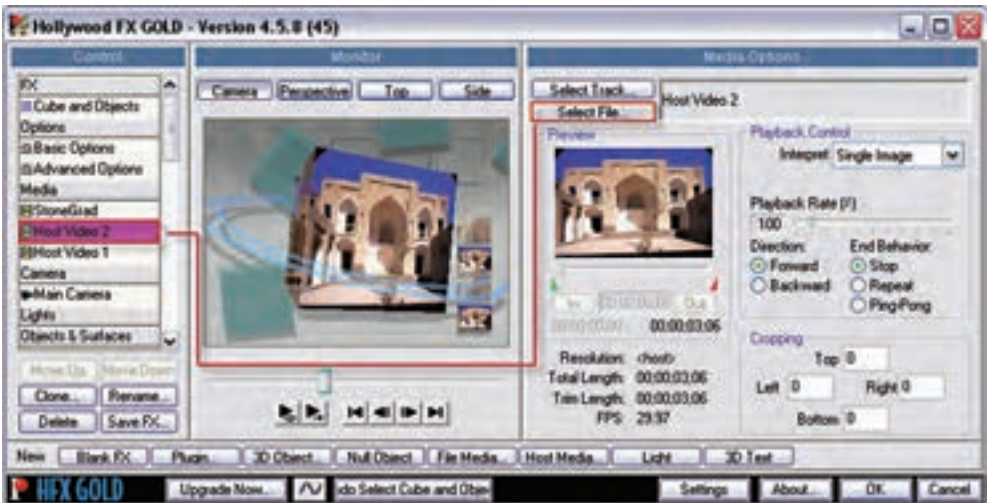 Hollywood FX GOLD - Version 4.5.8 (45)
Control
FX
Cube and Objects
Options
Basic Options
Advanced Options
Media
StoneGrad
Host Video 2
Host Video 1
Camera
Main Camera
Lights
Objects & Surfaces
Move Up
Move Down
Clone...
Rename...
Delete
Save FX...
Monitor
Camera
Perspective
Top
Side
Media Options
Select Track...
Select File...
Host Video 2
Preview
In
Out
00:00:03;06
Resolution: <host>
Total Length: 00:00:03;06
Trim Length: 00:00:03;06
FPS 29.97
Playback Control
Interpret Single Image
Playback Rate (%)
100
Direction:
Forward
Backward
End Behavior:
Stop
Repeat
Ping-Pong
Cropping
Top 0
Left 0 Right 0
Bottom 0
New Blank FX Plugin... 3D Object... Null Object File Media... Host Media... Light 3D Text
HFX GOLD Upgrade Now... do Select Cube and Obje Settings About... OK Cancel